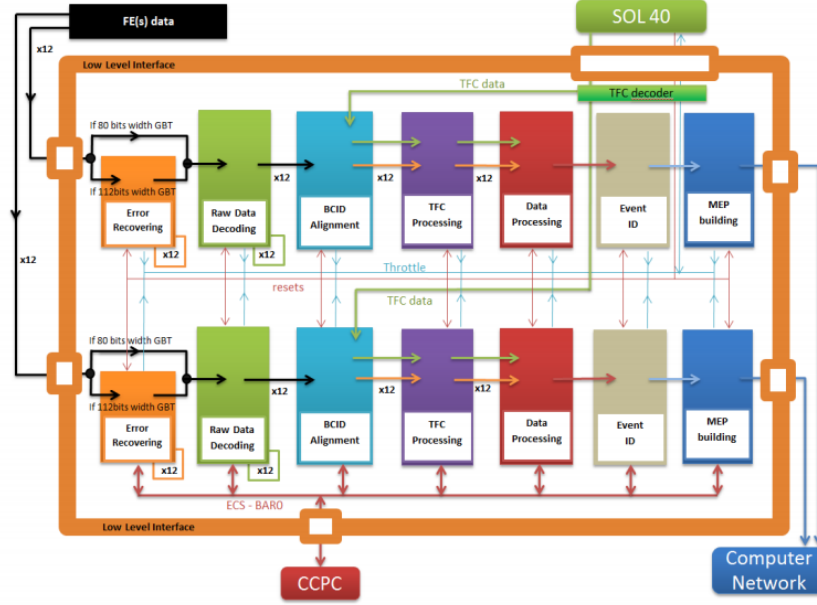 FE(s) data
SOL 40
x12
Low Level Interface
TFC data
TFC decoder
If 80 bits width GBT
x12
x12
x12
If 112bits width GBT
Error
Recovering
Raw Data
Decoding
BCID
Alignment
TFC
Processing
Data
Processing
Event
ID
MEP
building
x12
x12
x12
Throttle
resets
TFC data
If 80 bits width GBT
x12
x12
x12
If 112bits width GBT
Error
Recovering
Raw Data
Decoding
BCID
Alignment
TFC
Processing
Data
Processing
Event
ID
MEP
building
x12
x12
ECS - BAR0
Low Level Interface
CCPC
Computer
Network